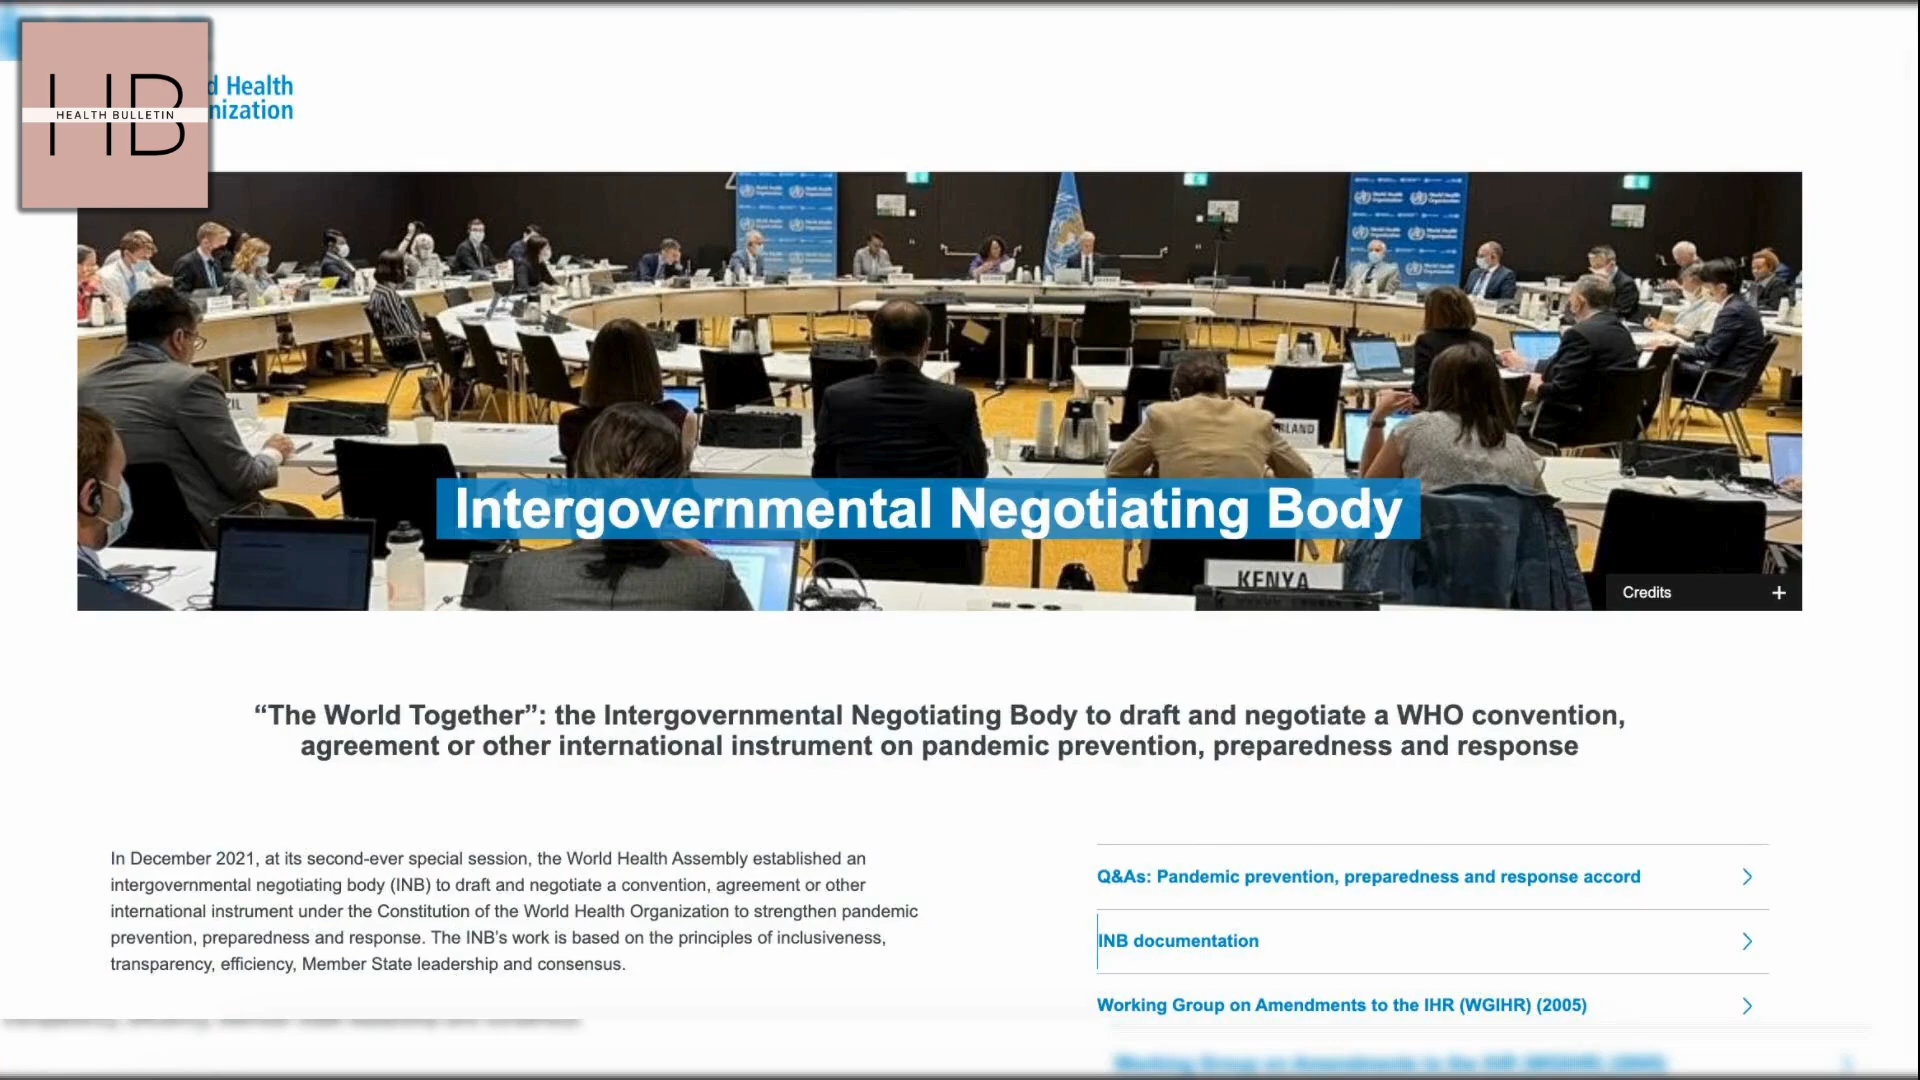 HB
HEALTH BULLETIN
d Health
nization
Intergovernmental Negotiating Body
ZIL
RLAND
KENYA
Credits +
“The World Together”: the Intergovernmental Negotiating Body to draft and negotiate a WHO convention,
agreement or other international instrument on pandemic prevention, preparedness and response
In December 2021, at its second-ever special session, the World Health Assembly established an
intergovernmental negotiating body (INB) to draft and negotiate a convention, agreement or other
international instrument under the Constitution of the World Health Organization to strengthen pandemic
prevention, preparedness and response. The INB's work is based on the principles of inclusiveness,
transparency, efficiency, Member State leadership and consensus.
Q&As: Pandemic prevention, preparedness and response accord
INB documentation
Working Group on Amendments to the IHR (WGIHR) (2005)